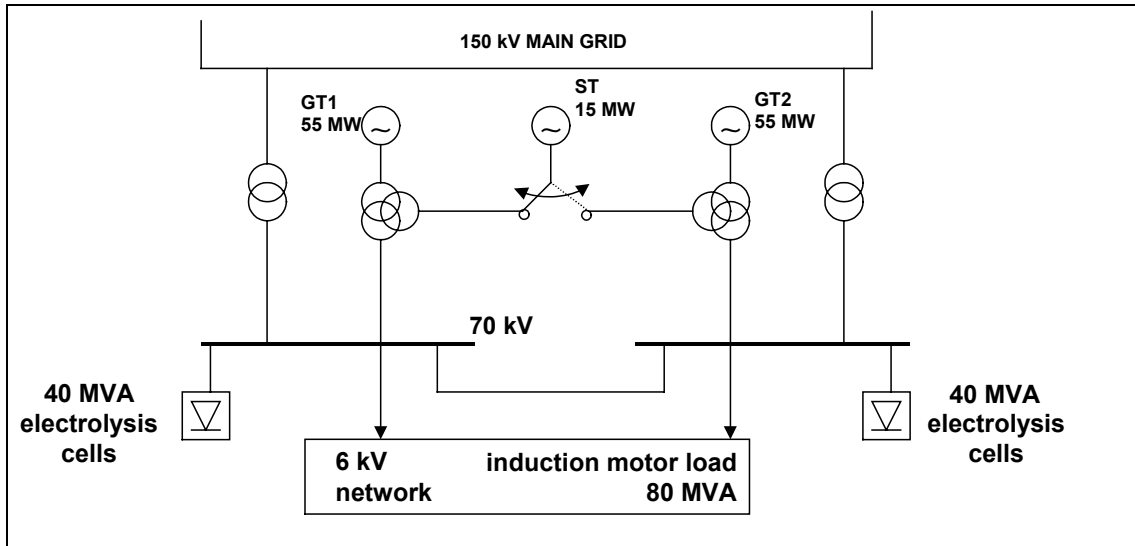 150 kV MAIN GRID
GT1
55 MW
ST
15 MW
GT2
55 MW
~
~
~
70 kV
40 MVA
electrolysis
cells
40 MVA
electrolysis
cells
6 kV
network
induction motor load
80 MVA